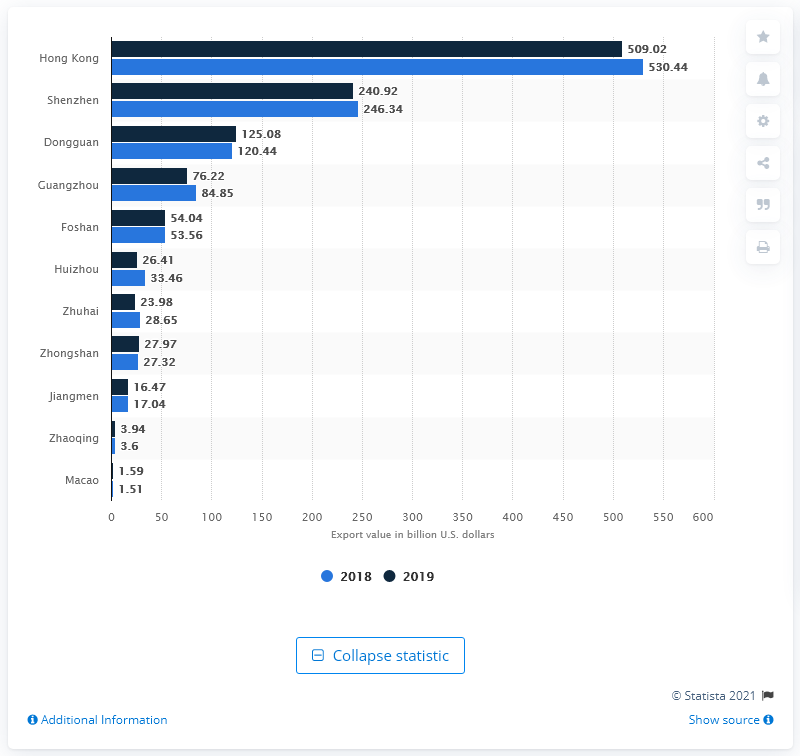 Hong Kong
509.02
530.44
Shenzhen
240.92
246.34
Dongguan
125.08
120.44
Guangzhou
76.22
84.85
Foshan
54.04
53.56
Huizhou
26.41
33.46
Zhuhai
23.98
28.65
Zhongshan
27.97
27.32
Jiangmen
16.47
17.04
Zhaoqing
3.94
3.6
Macao
1.59
1.51
0 50 100 150 200 250 300 350 400 450 500 550 600
Export value in billion U.S. dollars
2018 2019
Collapse statistic
© Statista 2021
Additional Information Show source